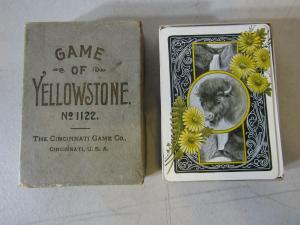 GAME
OF
YELLOWSTONE.
No 1122.
THE CINCINNATI GAME CO.,
CINCINNATI, U. S. A.